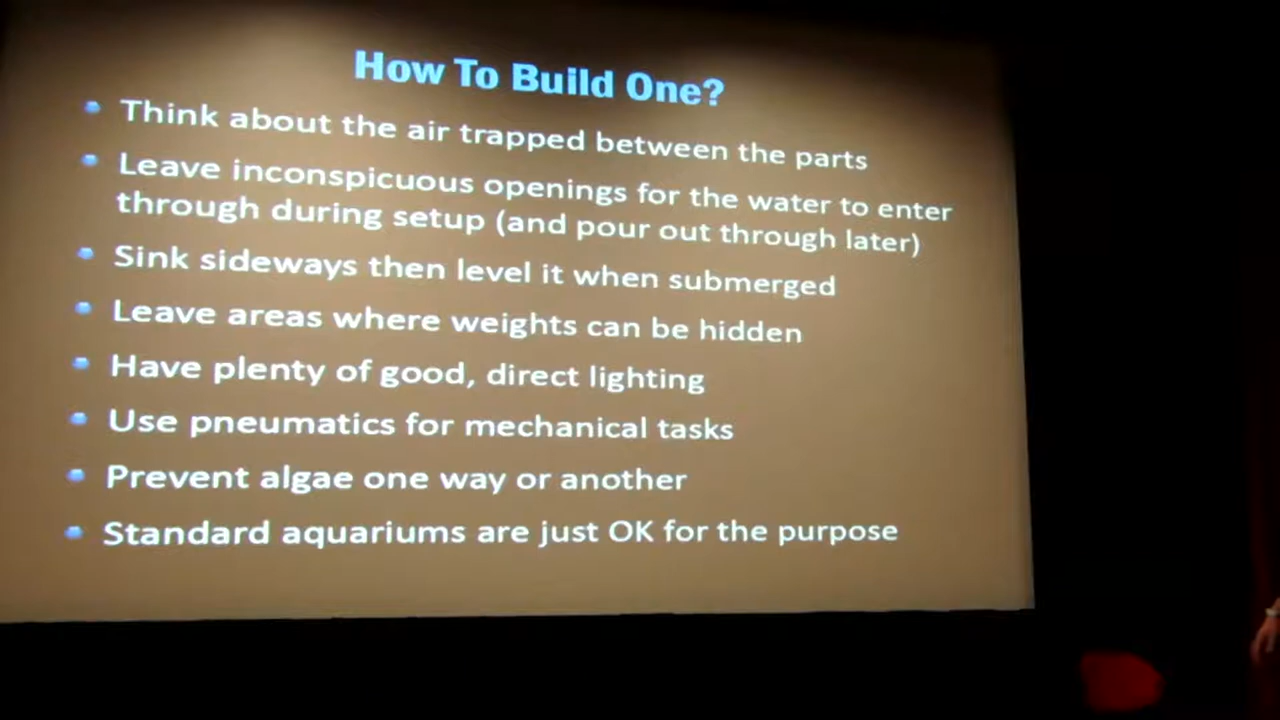 How To Build One?
Think about the air trapped between the parts
Leave inconspicuous openings for the water to enter
through during setup (and pour out through later)
Sink sideways then level it when submerged
Leave areas where weights can be hidden
Have plenty of good, direct lighting
Use pneumatics for mechanical tasks
Prevent algae one way or another
Standard aquariums are just OK for the purpose